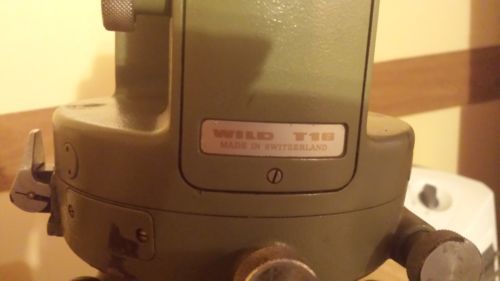 WILD T16
MADE IN SWITZERLAND